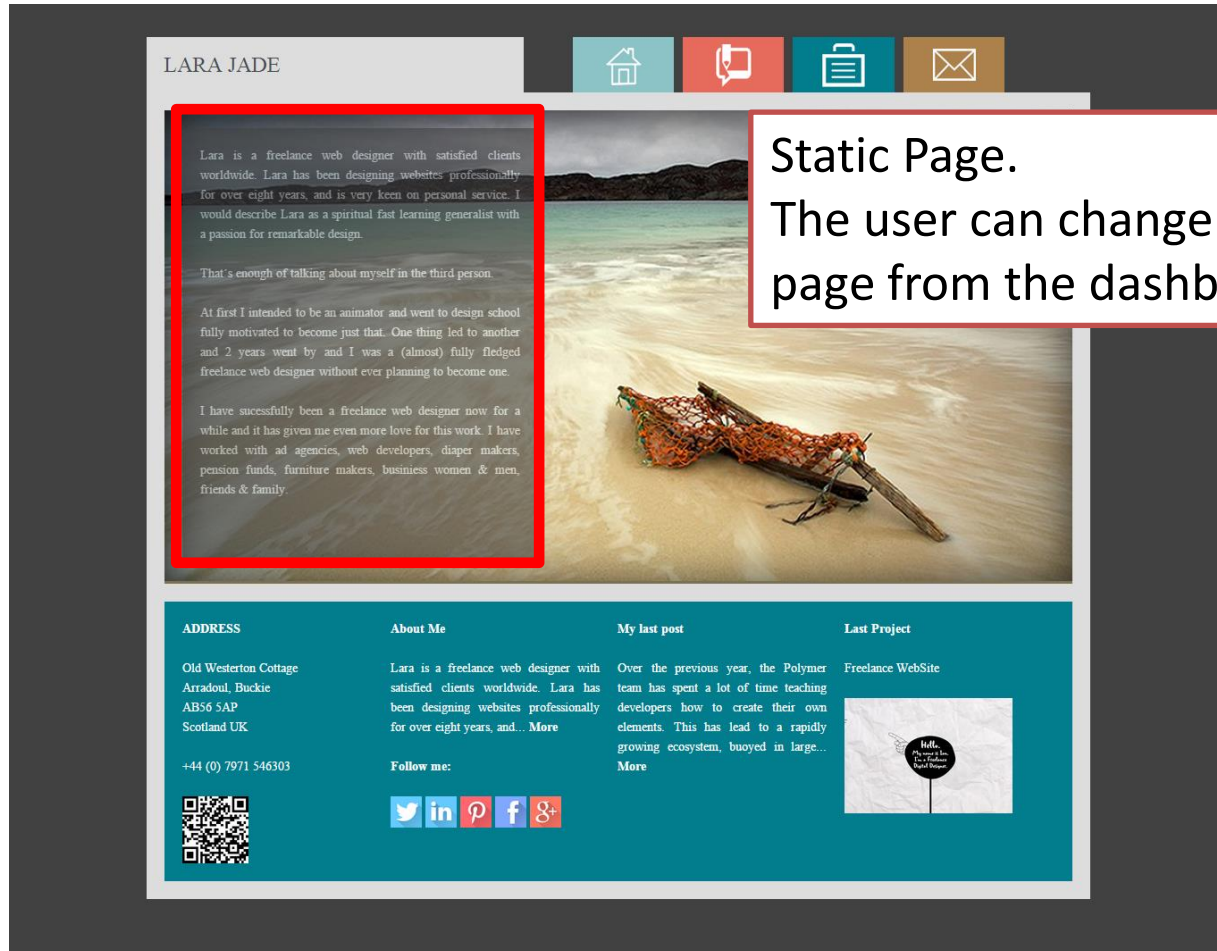 LARA JADE
Lara is a freelance web designer with satisfied clients
worldwide. Lara has been designing websites professionally
for over eight years, and is very keen on personal service. I
would describe Lara as a spiritual fast learning generalist with
a passion for remarkable design.
That´s enough of talking about myself in the third person.
At first I intended to be an animator and went to design school
fully motivated to become just that. One thing led to another
and 2 years went by and I was a (almost) fully fledged
freelance web designer without ever planning to become one.
I have sucessfully been a freelance web designer now for a
while and it has given me even more love for this work. I have
worked with ad agencies, web developers, diaper makers,
pension funds, furniture makers, businiess women & men,
friends & family.
Static Page.
The user can change
page from the dashb
ADDRESS
Old Westerton Cottage
Arradoul, Buckie
AB56 5AP
Scotland UK
+44 (0) 7971 546303
About Me
Lara is a freelance web designer with
satisfied clients worldwide. Lara has
been designing websites professionally
for over eight years, and... More
Follow me:
in
f
8+
My last post
Over the previous year, the Polymer
team has spent a lot of time teaching
developers how to create their own
elements. This has lead to a rapidly
growing ecosystem, buoyed in large...
More
Last Project
Freelance WebSite
Hello.
My name is
I'm a Freelance
Digital Designer.